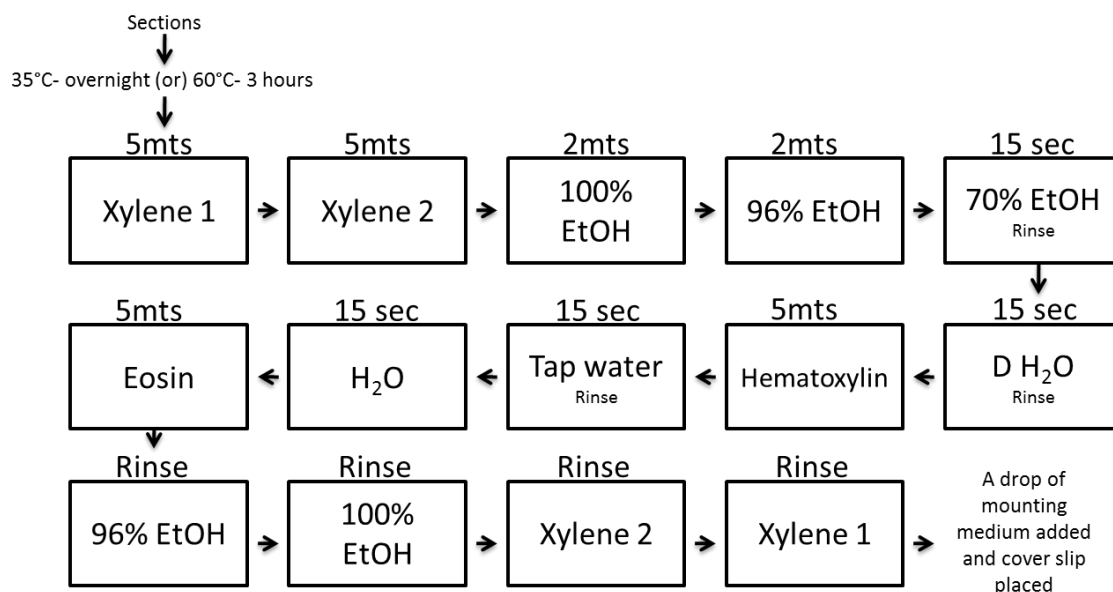 Sections
35°C- overnight (or) 60°C- 3 hours
5mts
Xylene 1
5mts
Xylene 2
2mts
100%
EtOH
2mts
96% EtOH
15 sec
70% EtOH
Rinse
15 sec
D H₂O
Rinse
5mts
Hematoxylin
15 sec
Tap water
Rinse
15 sec
H₂O
5mts
Eosin
Rinse
96% EtOH
Rinse
100%
EtOH
Rinse
Xylene 2
Rinse
Xylene 1
A drop of
mounting
medium added
and cover slip
placed